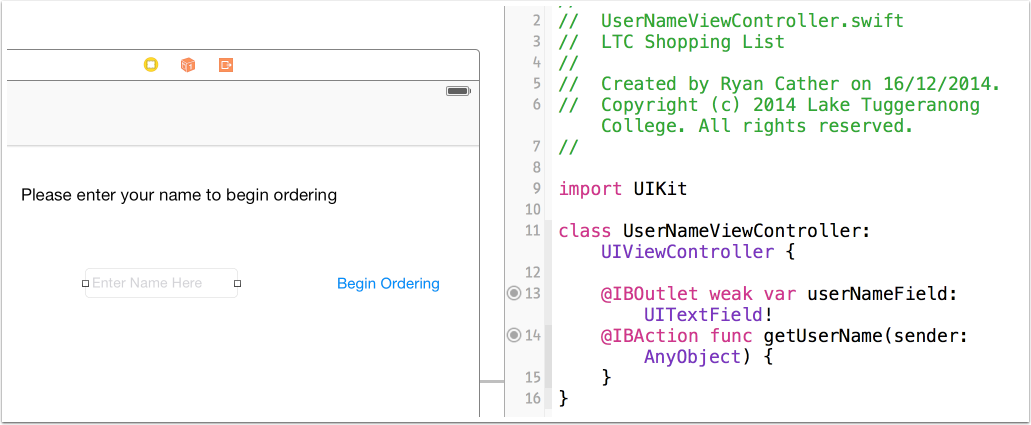 Please enter your name to begin ordering
Enter Name Here
Begin Ordering
2 // UserNameViewController.swift
3 // LTC Shopping List
4 //
5 // Created by Ryan Cather on 16/12/2014.
6 // Copyright (c) 2014 Lake Tuggeranong
College. All rights reserved.
7 //
8
9 import UIKit
10
11 class UserNameViewController:
UIViewController {
12
13 @IBOutlet weak var userNameField:
UITextField!
14 @IBAction func getUserName(sender:
AnyObject) {
15 }
16 }